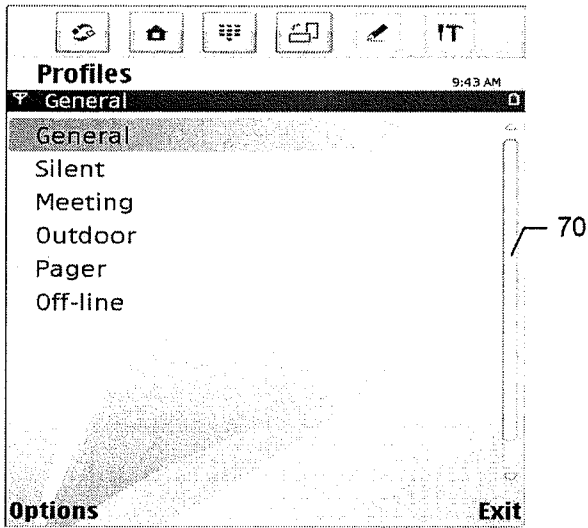 Profiles
9:43 AM
General
General
Silent
Meeting
Outdoor
70
Pager
Off-line
Options Exit